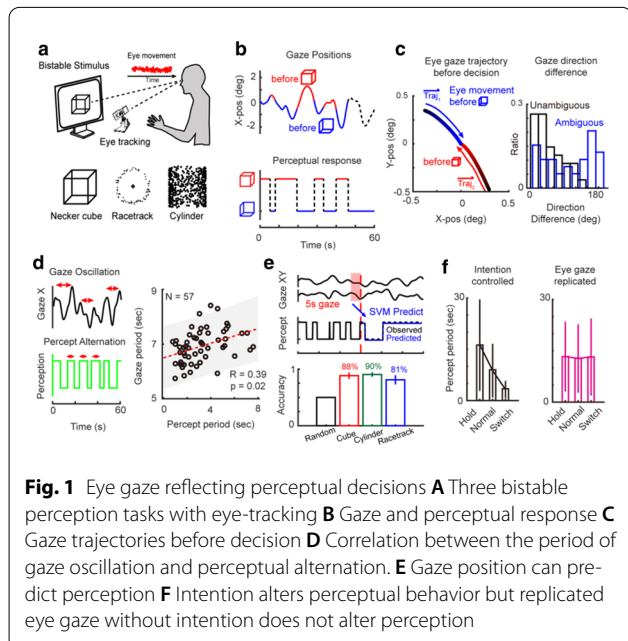 a
Bistable Stimulus
Eye movement
Time
Eye tracking
Necker cube
Racetrack
Cylinder
b
Gaze Positions
X-pos (deg)
2
0
-2
before
before
Perceptual response
0
60
Time (s)
c
Eye gaze trajectory
before decision
Traj1
Eye movement
before
before
Traj2
Y-pos (deg)
0.5
0
-0.5
0
X-pos (deg)
Gaze direction
difference
Unambiguous
Ambiguous
Ratio
0.3
0
0
180°
Direction
Difference (deg)
d
Gaze Oscillation
Gaze X
Percept Alternation
Perception
0
60
Time (s)
Gaze period (sec)
9
7
5
N = 57
R = 0.39
p = 0.02
0
4
8
Percept period (sec)
e
Gaze XY
5s gaze
SVM Predict
Percept
Observed
Predicted
Accuracy
1.0
0.5
0
88%
90%
81%
Random
Cube
Cylinder
Racetrack
f
Intention
controlled
Percept period (sec)
30
0
Hold
Normal
Switch
Eye gaze
replicated
30
0
Hold
Normal
Switch
Fig. 1 Eye gaze reflecting perceptual decisions A Three bistable
perception tasks with eye-tracking B Gaze and perceptual response C
Gaze trajectories before decision D Correlation between the period of
gaze oscillation and perceptual alternation. E Gaze position can pre-
dict perception F Intention alters perceptual behavior but replicated
eye gaze without intention does not alter perception